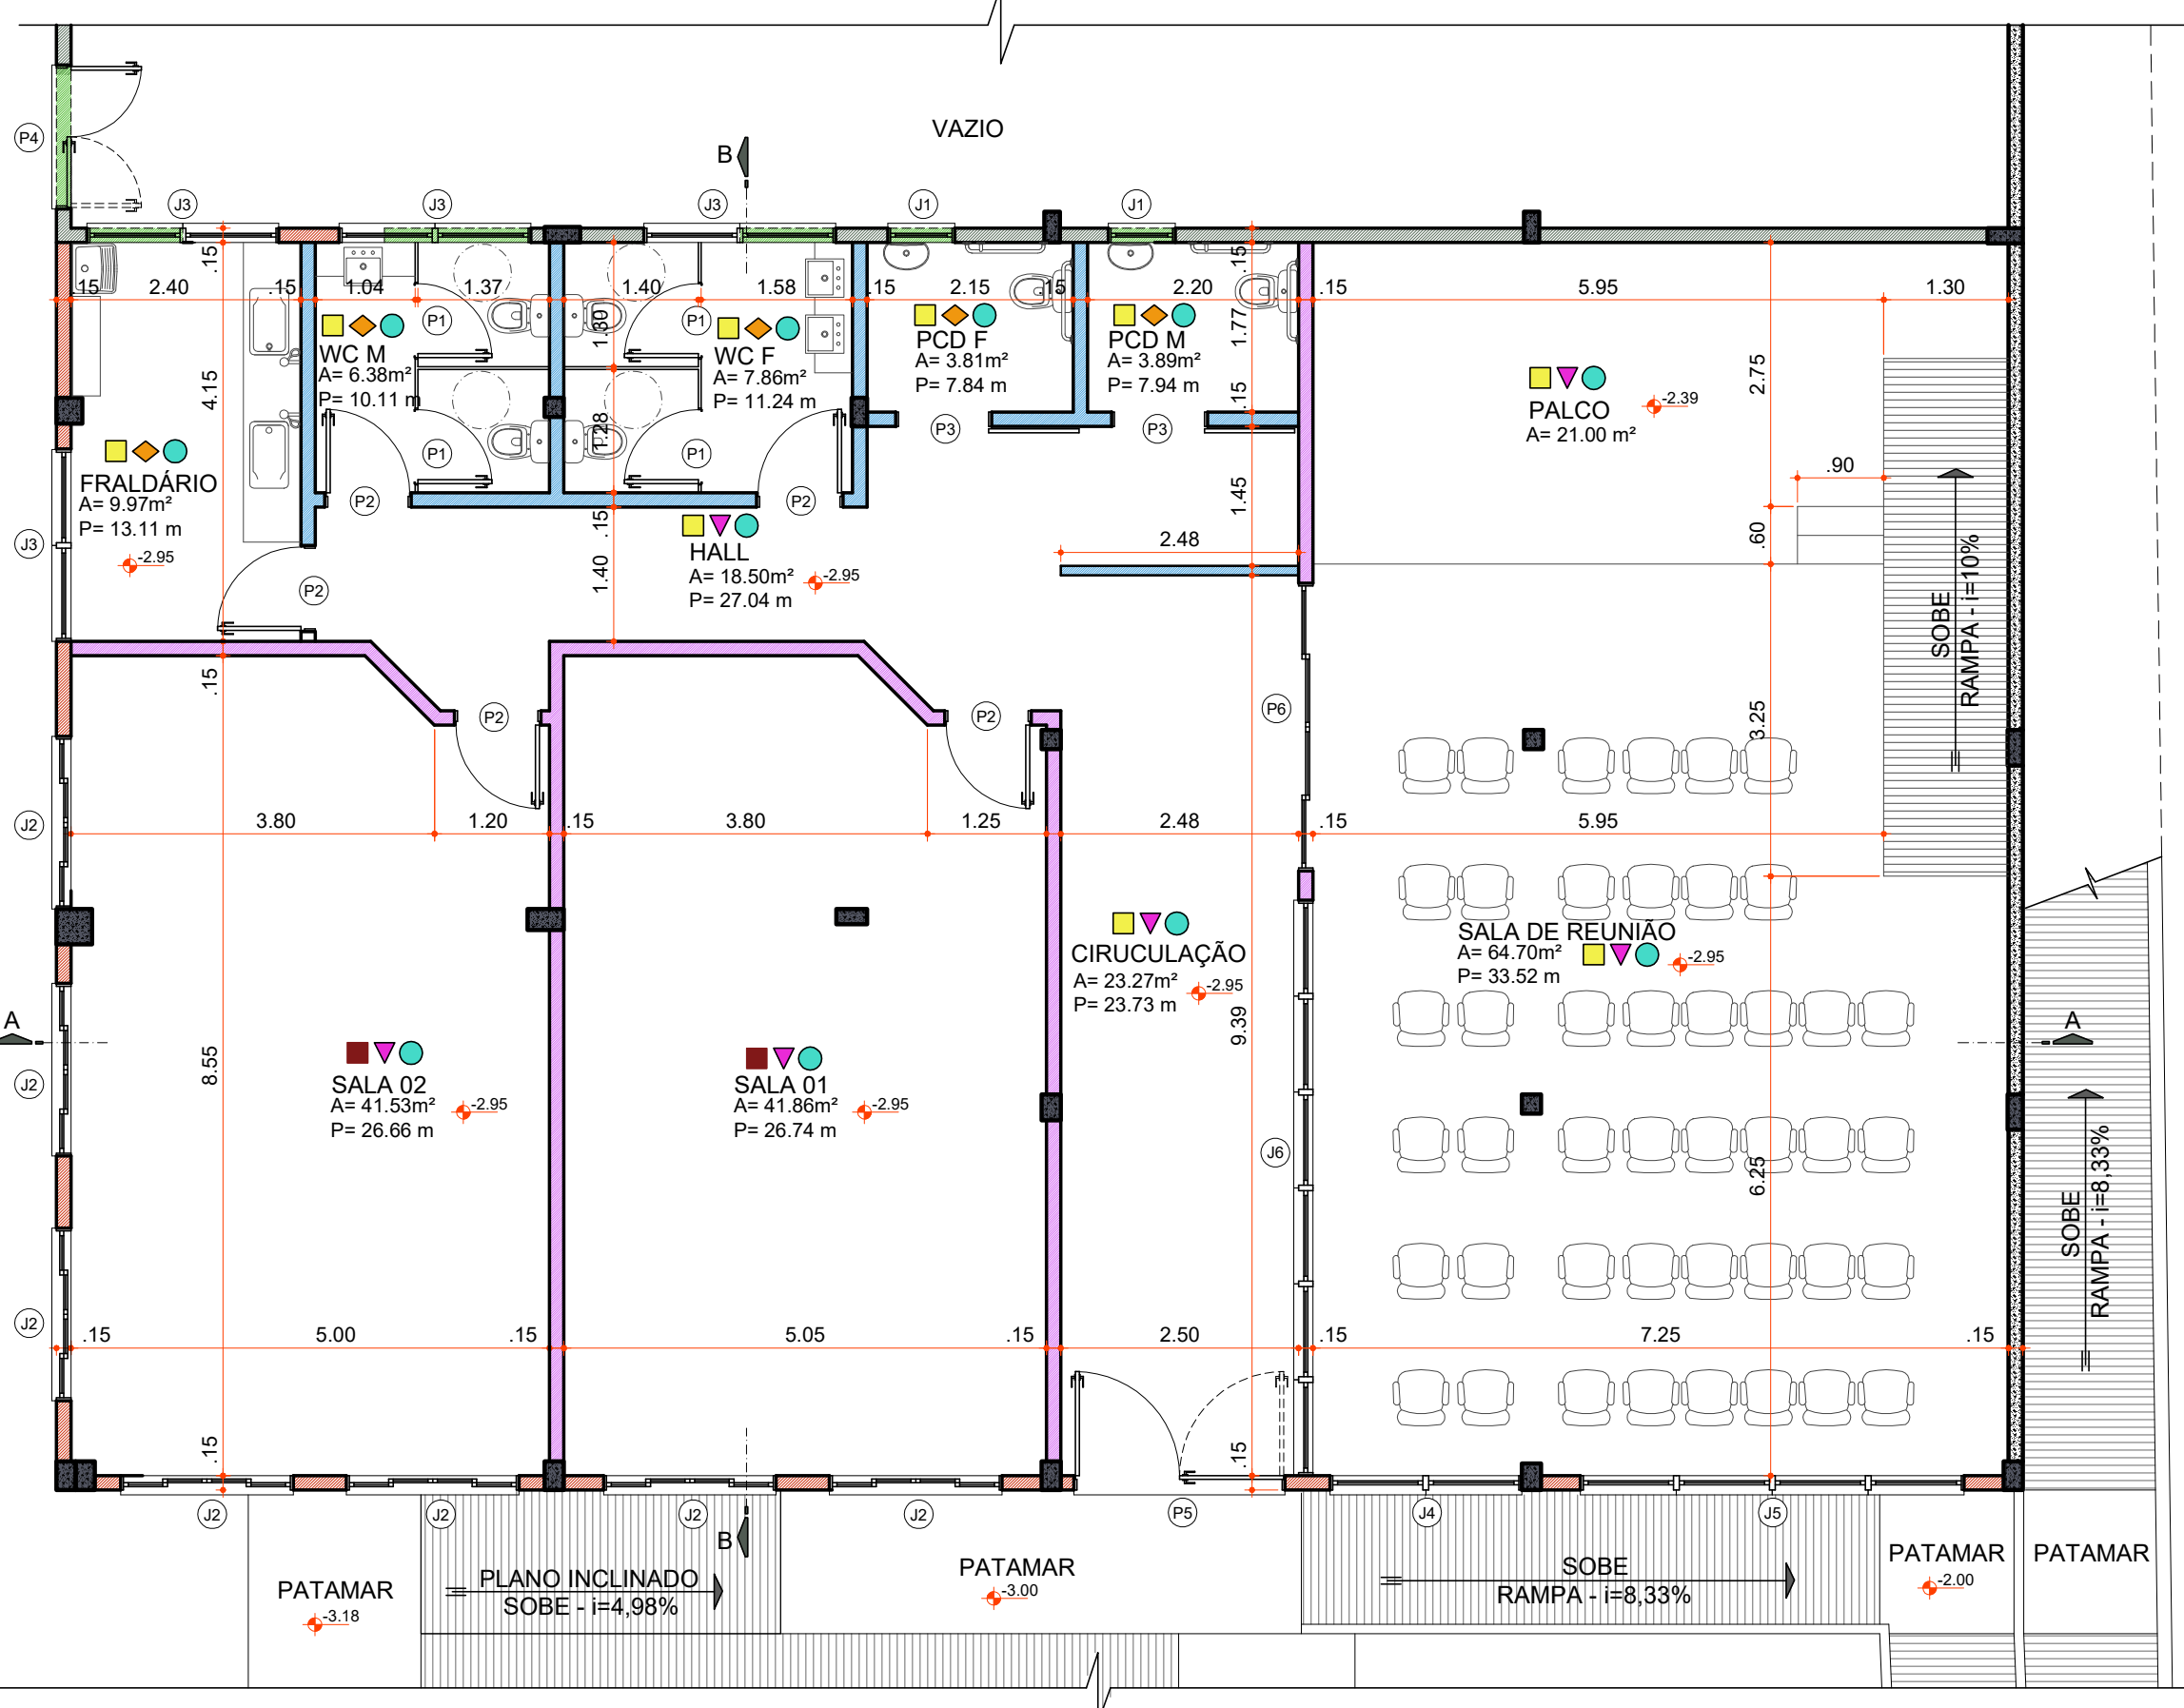 VAZIO
B
P4
J3
J3
J3
J1
J1
.15
.15
.15
2.40
.15
1.04
1.37
1.40
1.58
.15
2.15
.15
2.20
.15
5.95
1.30
P1
P1
1.30
1.77
WC M
A= 6.38m²
P= 10.11 m
WC F
A= 7.86m²
P= 11.24 m
PCD F
A= 3.81m²
P= 7.84 m
PCD M
A= 3.89m²
P= 7.94 m
4.15
2.75
PALCO
A= 21.00 m²
-2.39
.15
P3
P3
1.28
P1
P1
.90
FRALDÁRIO
A= 9.97m²
P= 13.11 m
-2.95
P2
P2
1.45
.15
.60
HALL
A= 18.50m²
P= 27.04 m
-2.95
1.40
2.48
J3
P2
SOBE
RAMPA - i=10%
.15
P2
P2
P6
3.25
J2
3.80
1.20
.15
3.80
1.25
2.48
.15
5.95
CIRUCULAÇÃO
A= 23.27m²
P= 23.73 m
-2.95
SALA DE REUNIÃO
A= 64.70m²
P= 33.52 m
-2.95
9.39
A
A
8.55
J2
SALA 02
A= 41.53m²
P= 26.66 m
-2.95
SALA 01
A= 41.86m²
P= 26.74 m
-2.95
J6
6.25
SOBE
RAMPA - i=8,33%
J2
.15
5.00
.15
5.05
.15
2.50
.15
7.25
.15
.15
.15
J2
J2
J2
J2
P5
J4
J5
B
PATAMAR
-3.18
PLANO INCLINADO
SOBE - i=4,98%
PATAMAR
-3.00
SOBE
RAMPA - i=8,33%
PATAMAR
-2.00
PATAMAR